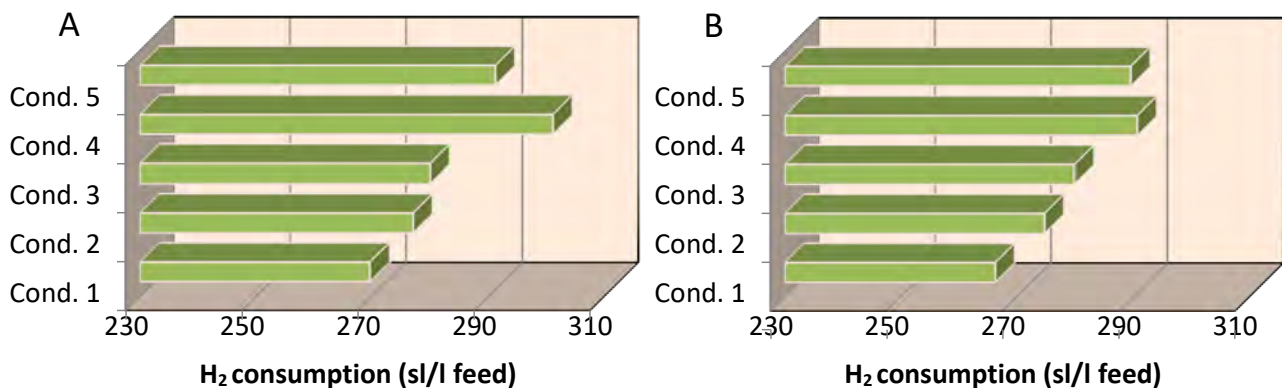 A
Cond. 5
Cond. 4
Cond. 3
Cond. 2
Cond. 1
230 250 270 290 310
H2 consumption (sl/l feed)
B
Cond. 5
Cond. 4
Cond. 3
Cond. 2
Cond. 1
230 250 270 290 310
H2 consumption (sl/l feed)